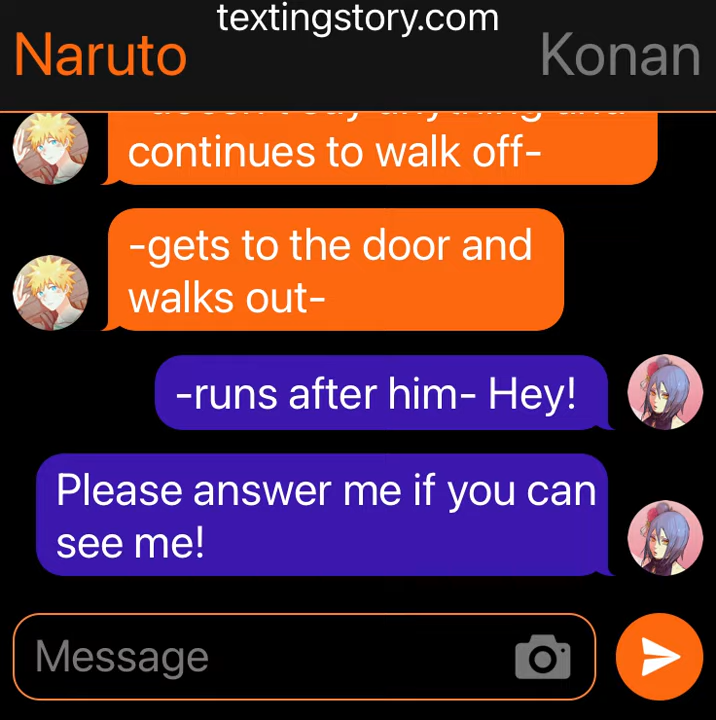 textingstory.com
Naruto
Konan
continues to walk off-
-gets to the door and
walks out-
-runs after him- Hey!
Please answer me if you can
see me!
Message